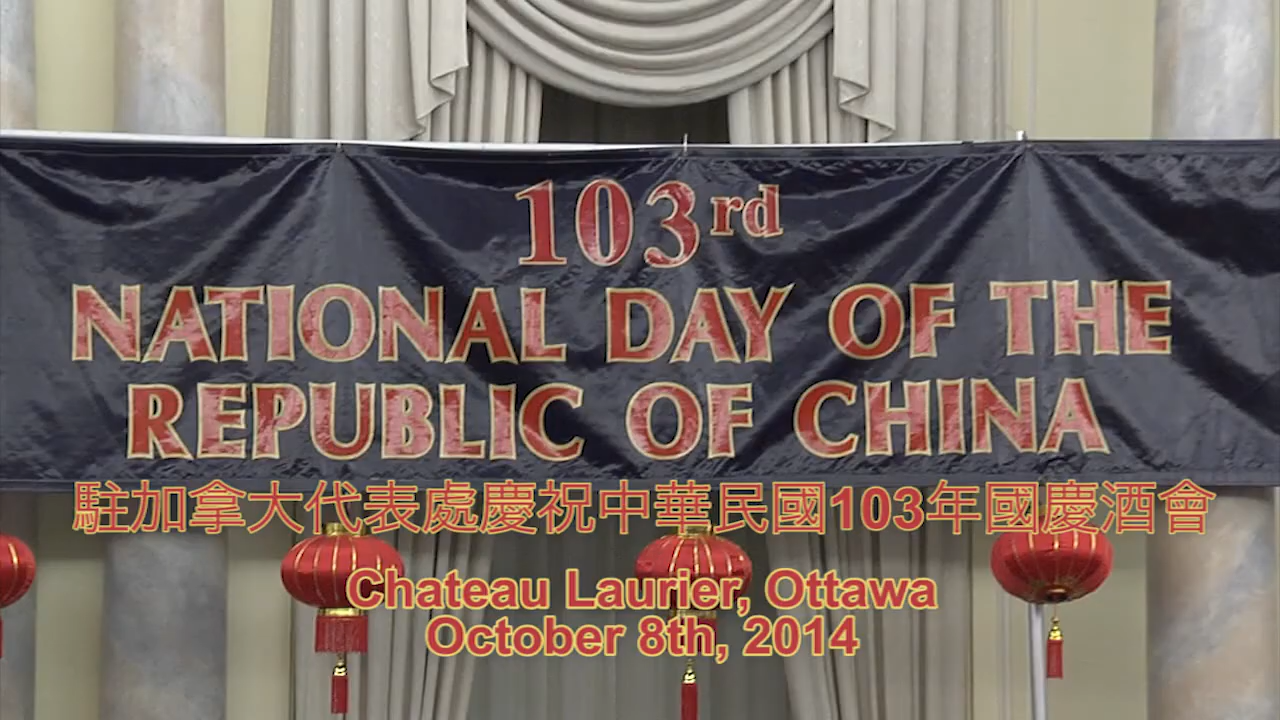 103rd
NATIONAL DAY OF THE
REPUBLIC OF CHINA
駐加拿大代表處慶祝中華民國103年國慶酒會
Chateau Laurier, Ottawa
October 8th, 2014